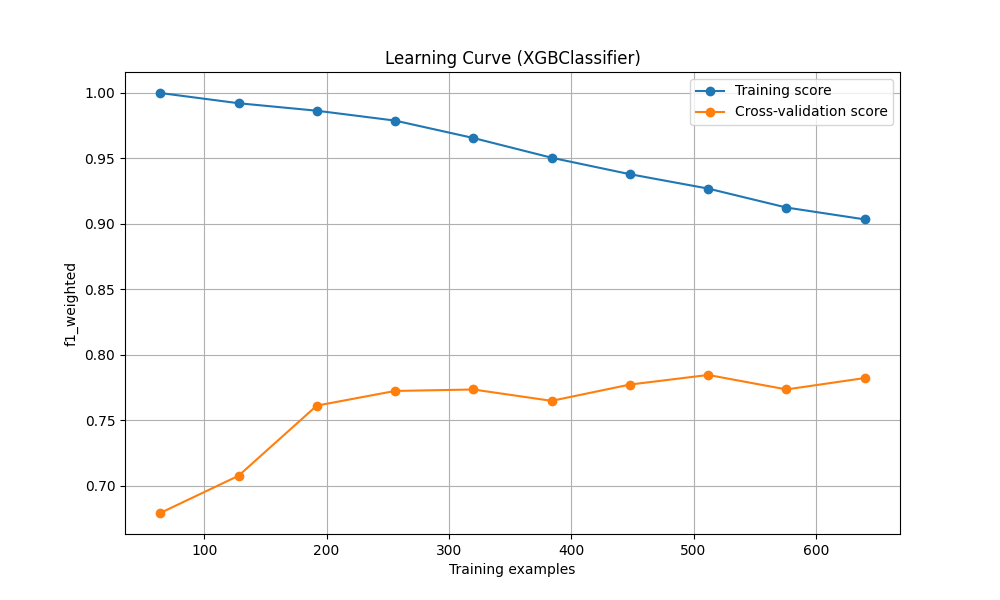 Learning Curve (XGBClassifier)
Training score
Cross-validation score
f1_weighted
1.00
0.95
0.90
0.85
0.80
0.75
0.70
100 200 300 400 500 600
Training examples